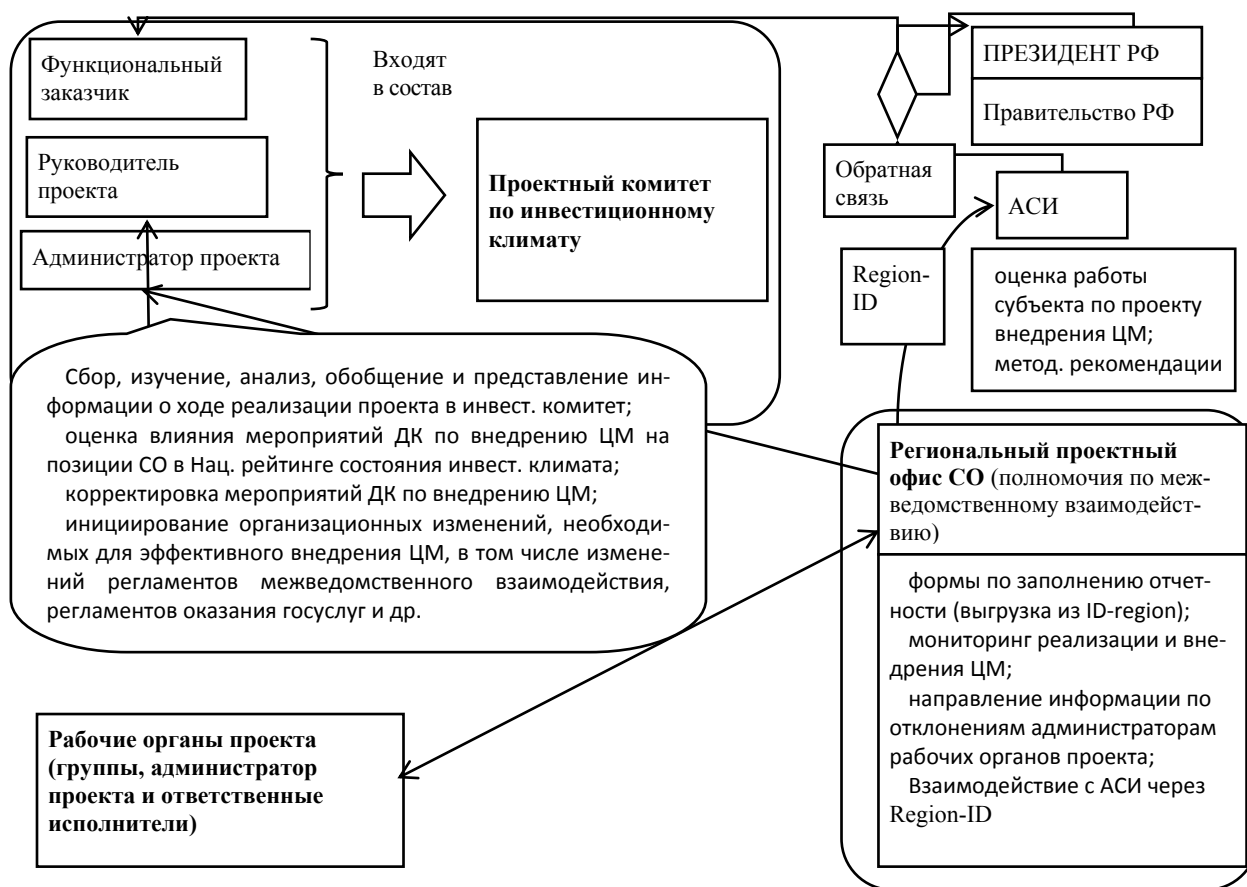 Функциональный
заказчик
Руководитель
проекта
Администратор проекта
Входят
в состав
Проектный комитет
по инвестиционному
климату
ПРЕЗИДЕНТ РФ
Правительство РФ
Обратная
связь
АСИ
Region-
ID
оценка работы
субъекта по проекту
внедрения ЦМ;
метод. рекомендации
Сбор, изучение, анализ, обобщение и представление ин-
формации о ходе реализации проекта в инвест. комитет;
оценка влияния мероприятий ДК по внедрению ЦМ на
позиции СО в Нац. рейтинге состояния инвест. климата;
корректировка мероприятий ДК по внедрению ЦМ;
инициирование организационных изменений, необходи-
мых для эффективного внедрения ЦМ, в том числе измене-
ний регламентов межведомственного взаимодействия,
регламентов оказания госуслуг и др.
Региональный проектный
офис СО (полномочия по меж-
ведомственному взаимодейст-
вию)
формы по заполнению отчет-
ности (выгрузка из ID-region);
мониторинг реализации и вне-
дрения ЦМ;
направление информации по
отклонениям администраторам
рабочих органов проекта;
Взаимодействие с АСИ через
Region-ID
Рабочие органы проекта
(группы, администратор
проекта и ответственные
исполнители)